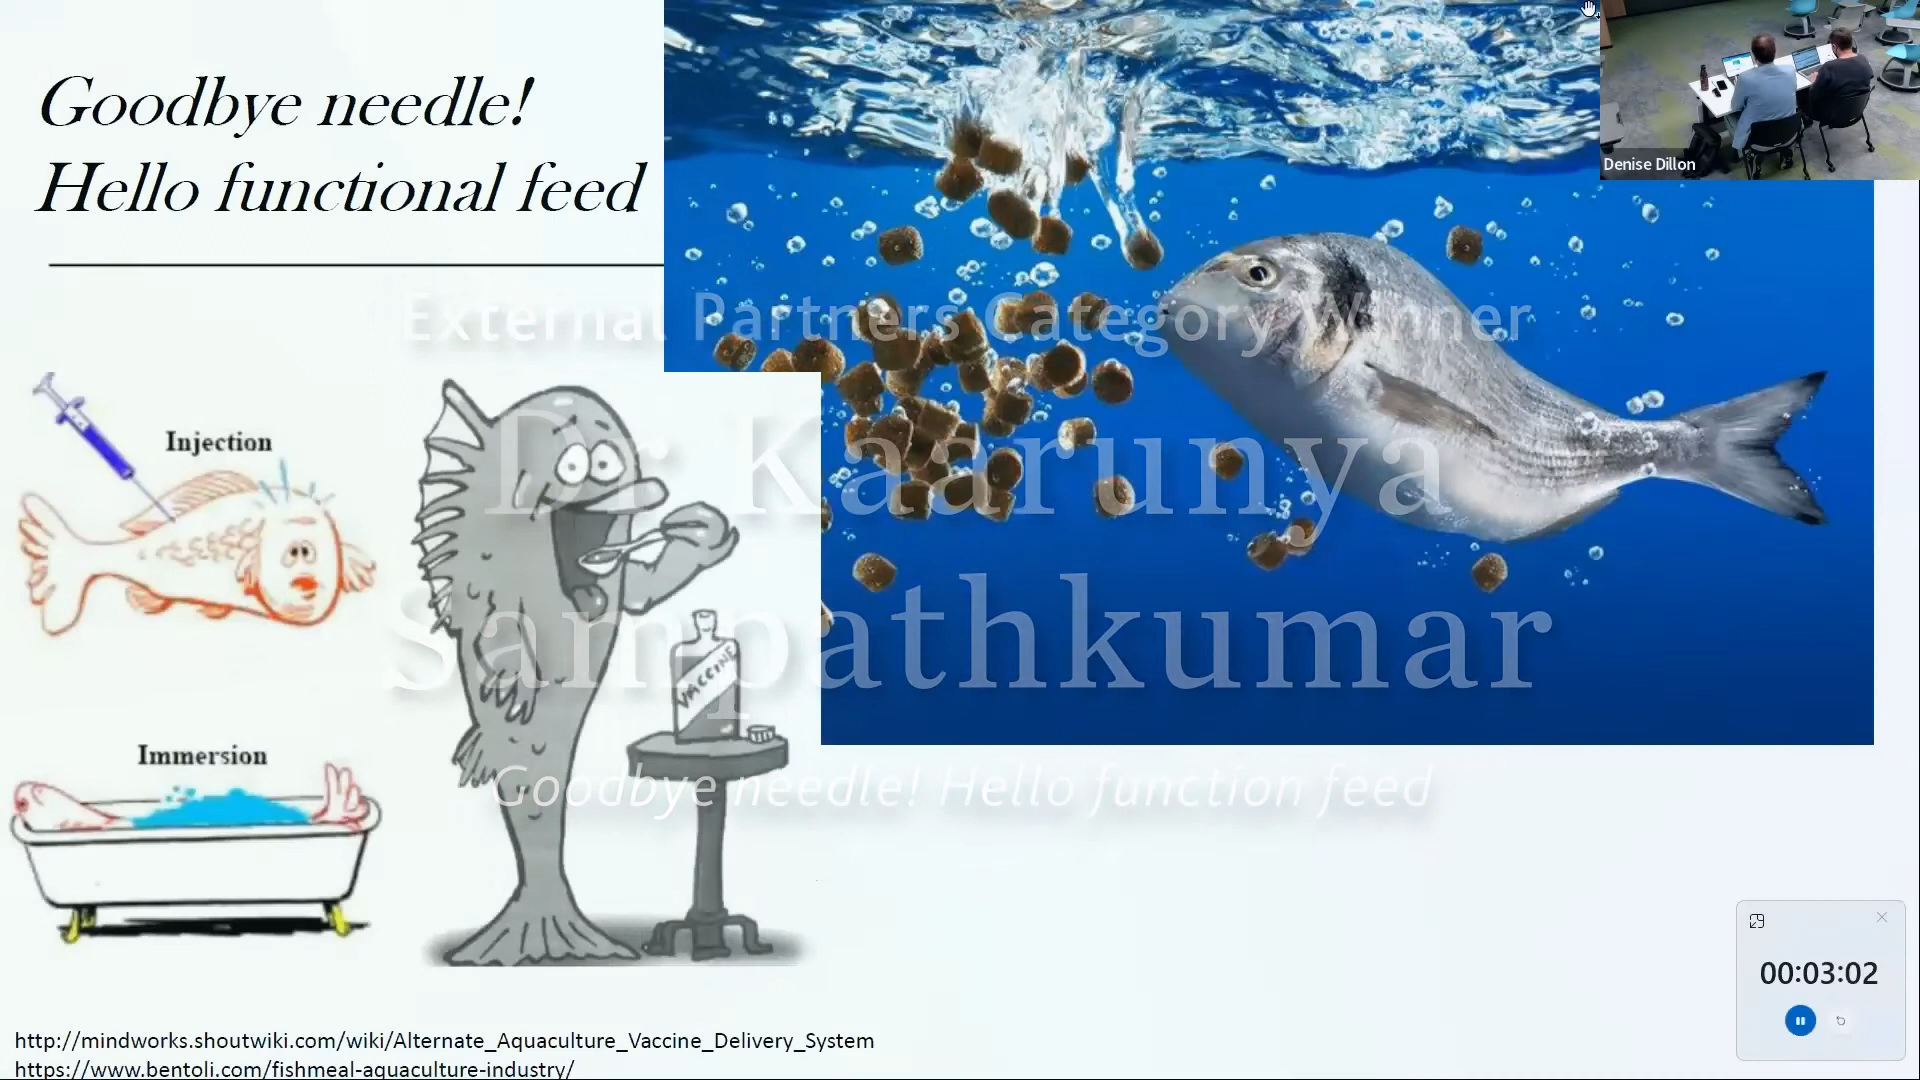 Goodbye needle!
Hello functional feed
Denise Dillon
External Partners Category Winner
Injection
Dr Kaarunya
Sampathkumar
VACCINE
Immersion
Goodbye needle! Hello function feed
00:03:02
http://mindworks.shoutwiki.com/wiki/Alternate_Aquaculture_Vaccine_Delivery_System
https://www.bentoli.com/fishmeal-aquaculture-industry/